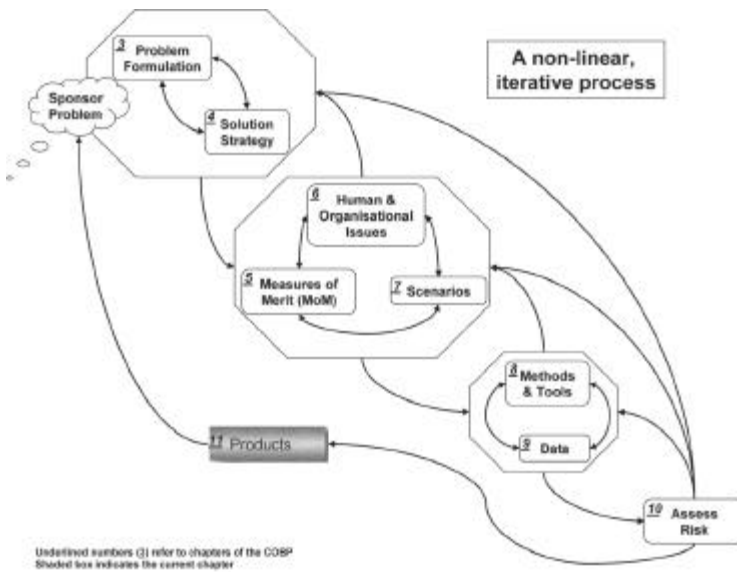 3
Problem
Formulation
A non-linear,
iterative process
Sponsor
Problem
4
Solution
Strategy
6
Human &
Organisational
Issues
5
Measures of
Merit (MoM)
7
Scenarios
8
Methods
& Tools
11 Products
9
Data
10
Assess
Risk
Underlined numbers (3) refer to chapters of the COBP
Shaded box indicates the current chapter